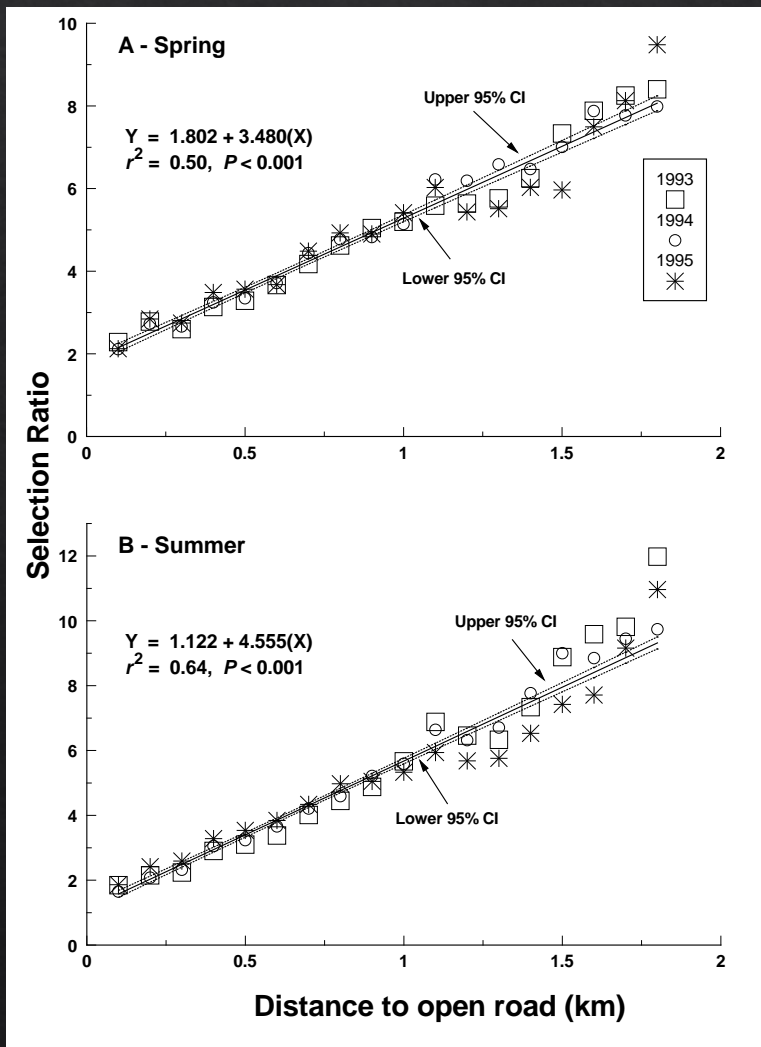 A - Spring
Y = 1.802 + 3.480(X)
r² = 0.50, P < 0.001
Upper 95% CI
Lower 95% CI
1993
1994
1995
10
8
6
4
2
0
0 0.5 1 1.5 2
Selection Ratio
B - Summer
Y = 1.122 + 4.555(X)
r² = 0.64, P < 0.001
Upper 95% CI
Lower 95% CI
12
10
8
6
4
2
0
0 0.5 1 1.5 2
Distance to open road (km)